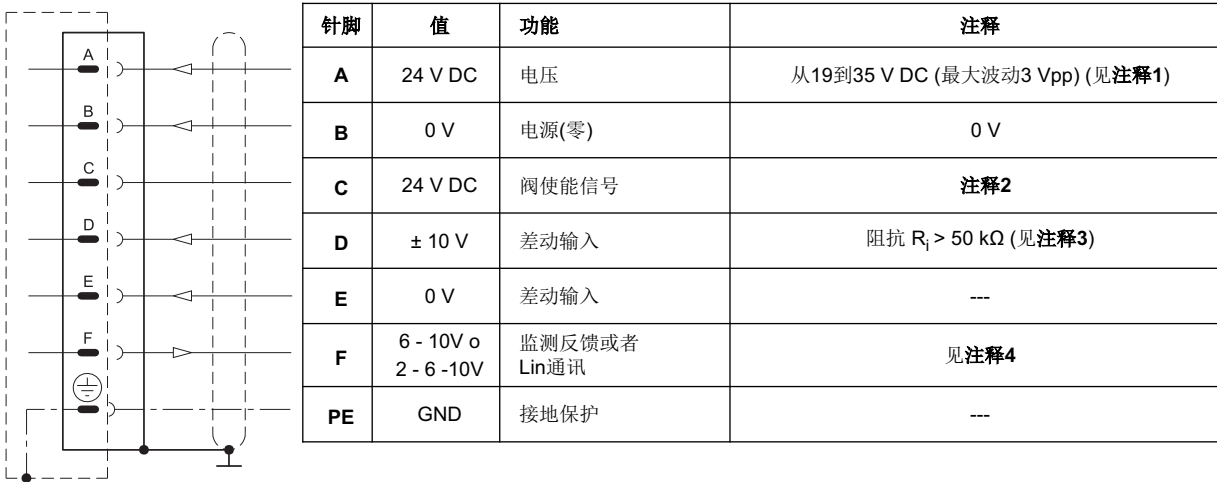 A
B
C
D
E
F
针脚 值 功能 注释
A 24 V DC 电压 从19到35 V DC (最大波动3 Vpp) (见注释1)
B 0 V 电源(零) 0 V
C 24 V DC 阀使能信号 注释2
D ± 10 V 差动输入 阻抗 Ri > 50 kΩ (见注释3)
E 0 V 差动输入 ---
F 6 - 10V o 监测反馈或者 见注释4
2 - 6 -10V Lin通讯
PE GND 接地保护 ---